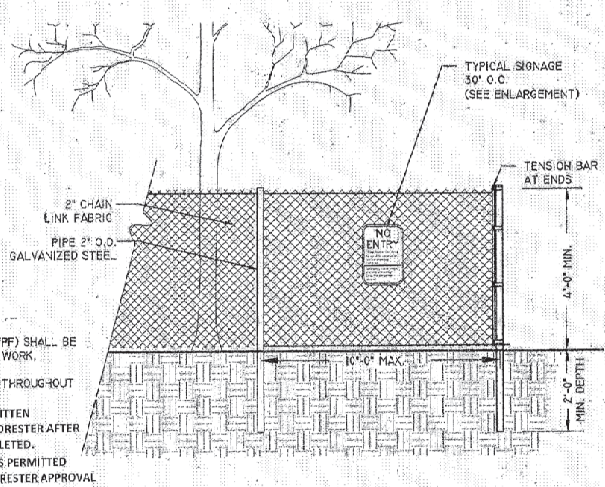 TYPICAL SIGNAGE
30' O.C.
(SEE ENLARGEMENT)
TENSION BAR
AT ENDS
2" CHAIN
LINK FABRIC
PIPE 2" O.D.
GALVANIZED STEEL
NO
ENTRY
4'-0" MIN.
10'-0" MAX.
2'-0"
MIN. DEPTH
PF) SHALL BE
WORK.
THROUGHOUT
ITTEN
ORESTER AFTER
LETED.
S PERMITTED
RESTER APPROVAL